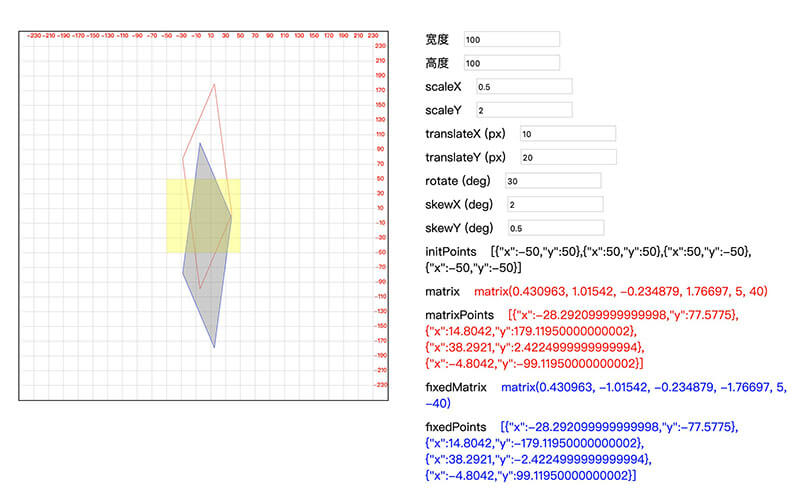 -230 -210 -190 -170 -150 -130 -110 -90 -70 -50 -30 -10 10 30 50 70 90 110 130 150 170 190 210 230
230
210
190
170
150
130
110
90
70
50
30
10
-10
-30
-50
-70
-90
-110
-130
-150
-170
-190
-210
-230
宽度 100
高度 100
scaleX 0.5
scaleY 2
translateX (px) 10
translateY (px) 20
rotate (deg) 30
skewX (deg) 2
skewY (deg) 0.5
initPoints [{"x":-50,"y":50},{"x":50,"y":50},{"x":50,"y":-50},
{"x":-50,"y":-50}]
matrix matrix(0.430963, 1.01542, -0.234879, 1.76697, 5, 40)
matrixPoints [{"x":-28.292099999999998,"y":77.5775},
{"x":14.8042,"y":179.11950000000002},
{"x":38.2921,"y":2.4224999999999994},
{"x":-4.8042,"y":-99.11950000000002}]
fixedMatrix matrix(0.430963, -1.01542, -0.234879, -1.76697, 5,
-40)
fixedPoints [{"x":-28.292099999999998,"y":-77.5775},
{"x":14.8042,"y":-179.11950000000002},
{"x":38.2921,"y":-2.4224999999999994},
{"x":-4.8042,"y":99.11950000000002}]